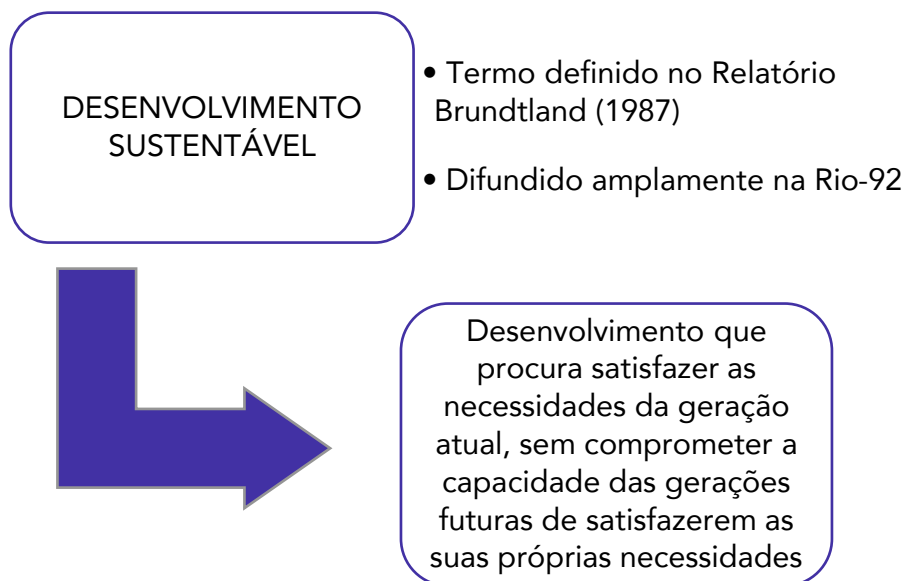 DESENVOLVIMENTO
SUSTENTÁVEL
• Termo definido no Relatório
Brundtland (1987)
• Difundido amplamente na Rio-92
Desenvolvimento que
procura satisfazer as
necessidades da geração
atual, sem comprometer a
capacidade das gerações
futuras de satisfazerem as
suas próprias necessidades